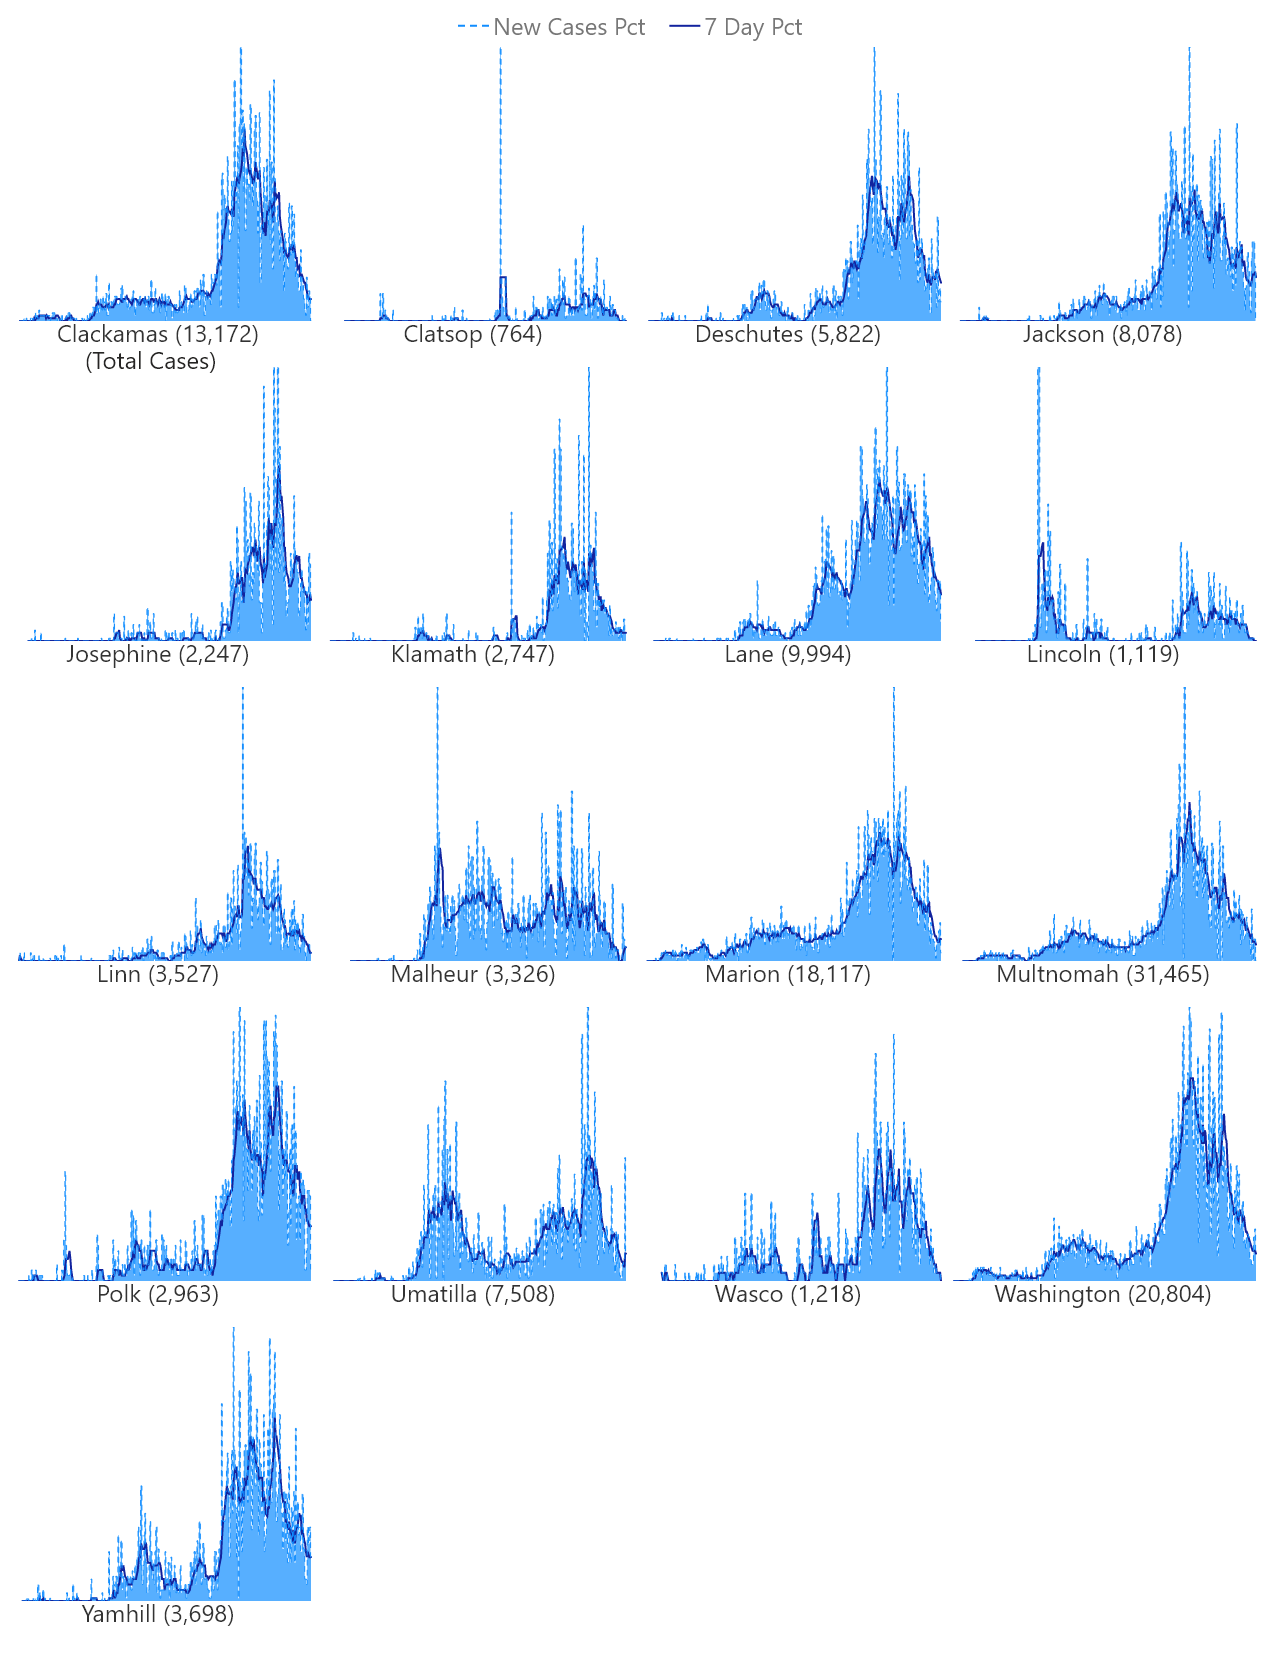 New Cases Pct 7 Day Pct
Clackamas (13,172)
(Total Cases)
Clatsop (764)
Deschutes (5,822)
Jackson (8,078)
Josephine (2,247)
Klamath (2,747)
Lane (9,994)
Lincoln (1,119)
Linn (3,527)
Malheur (3,326)
Marion (18,117)
Multnomah (31,465)
Polk (2,963)
Umatilla (7,508)
Wasco (1,218)
Washington (20,804)
Yamhill (3,698)